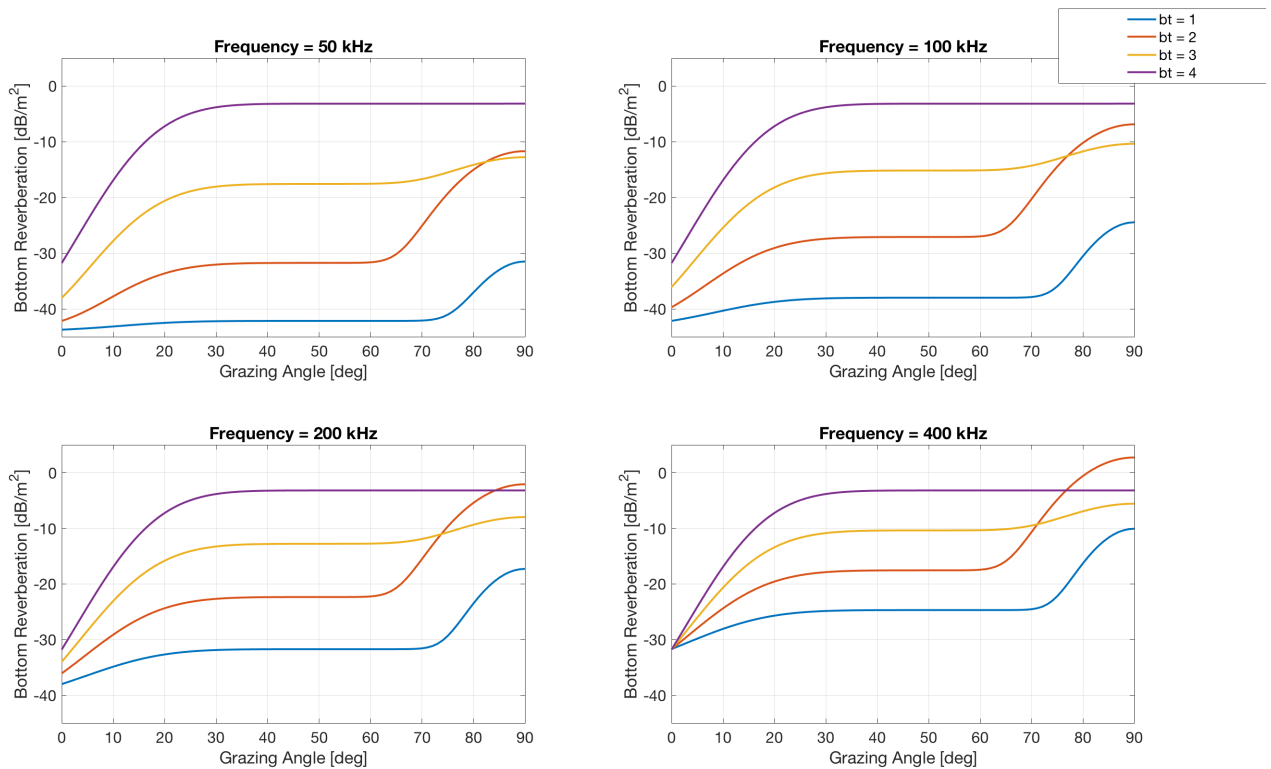 Frequency = 50 kHz
Bottom Reverberation [dB/m²]
0
-10
-20
-30
-40
0 10 20 30 40 50 60 70 80 90
Grazing Angle [deg]
Frequency = 100 kHz
bt = 1
bt = 2
bt = 3
bt = 4
Bottom Reverberation [dB/m²]
0
-10
-20
-30
-40
0 10 20 30 40 50 60 70 80 90
Grazing Angle [deg]
Frequency = 200 kHz
Bottom Reverberation [dB/m²]
0
-10
-20
-30
-40
0 10 20 30 40 50 60 70 80 90
Grazing Angle [deg]
Frequency = 400 kHz
Bottom Reverberation [dB/m²]
0
-10
-20
-30
-40
0 10 20 30 40 50 60 70 80 90
Grazing Angle [deg]